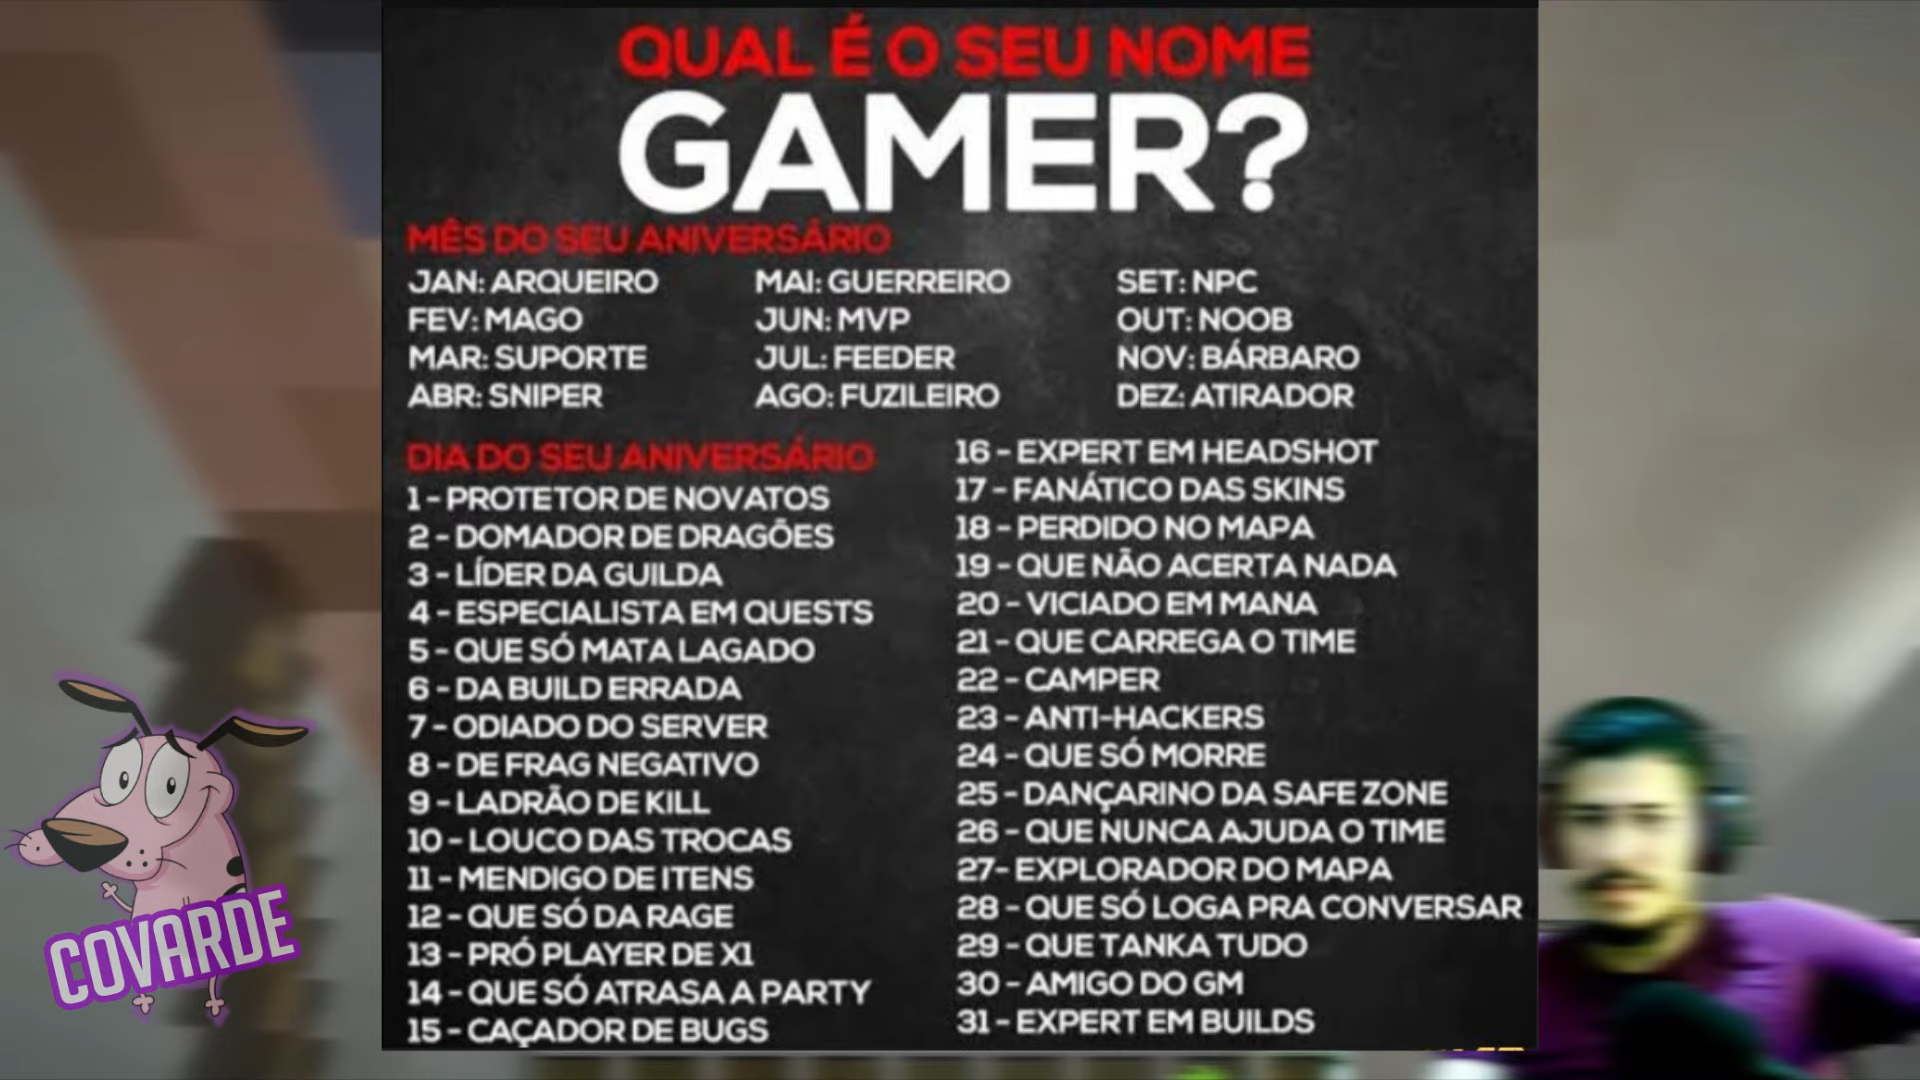 QUAL É O SEU NOME
GAMER?
MÊS DO SEU ANIVERSÁRIO
JAN: ARQUEIRO
FEV: MAGO
MAR: SUPORTE
ABR: SNIPER
MAI: GUERREIRO
JUN: MVP
JUL: FEEDER
AGO: FUZILEIRO
SET: NPC
OUT: NOOB
NOV: BÁRBARO
DEZ: ATIRADOR
DIA DO SEU ANIVERSÁRIO
1 - PROTETOR DE NOVATOS
2 - DOMADOR DE DRAGÕES
3 - LÍDER DA GUILDA
4 - ESPECIALISTA EM QUESTS
5 - QUE SÓ MATA LAGADO
6 - DA BUILD ERRADA
7 - ODIADO DO SERVER
8 - DE FRAG NEGATIVO
9 - LADRÃO DE KILL
10 - LOUCO DAS TROCAS
11 - MENDIGO DE ITENS
12 - QUE SÓ DA RAGE
13 - PRÓ PLAYER DE X1
14 - QUE SÓ ATRASA A PARTY
15 - CAÇADOR DE BUGS
16 - EXPERT EM HEADSHOT
17 - FANÁTICO DAS SKINS
18 - PERDIDO NO MAPA
19 - QUE NÃO ACERTA NADA
20 - VICIADO EM MANA
21 - QUE CARREGA O TIME
22 - CAMPER
23 - ANTI-HACKERS
24 - QUE SÓ MORRE
25 - DANÇARINO DA SAFE ZONE
26 - QUE NUNCA AJUDA O TIME
27- EXPLORADOR DO MAPA
28 - QUE SÓ LOGA PRA CONVERSAR
29 - QUE TANKA TUDO
30 - AMIGO DO GM
31 - EXPERT EM BUILDS
COVARDE